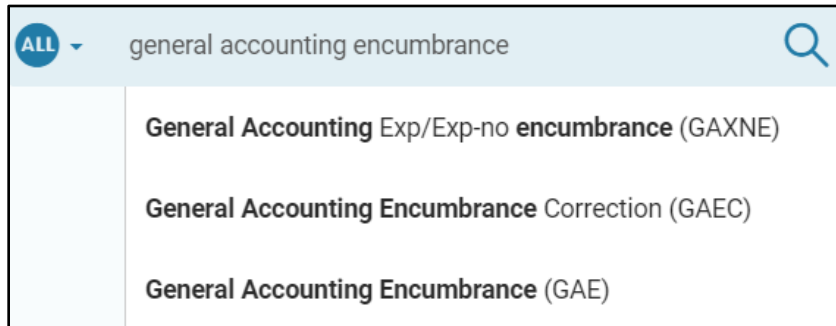 ALL general accounting encumbrance
General Accounting Exp/Exp-no encumbrance (GAXNE)
General Accounting Encumbrance Correction (GAEC)
General Accounting Encumbrance (GAE)